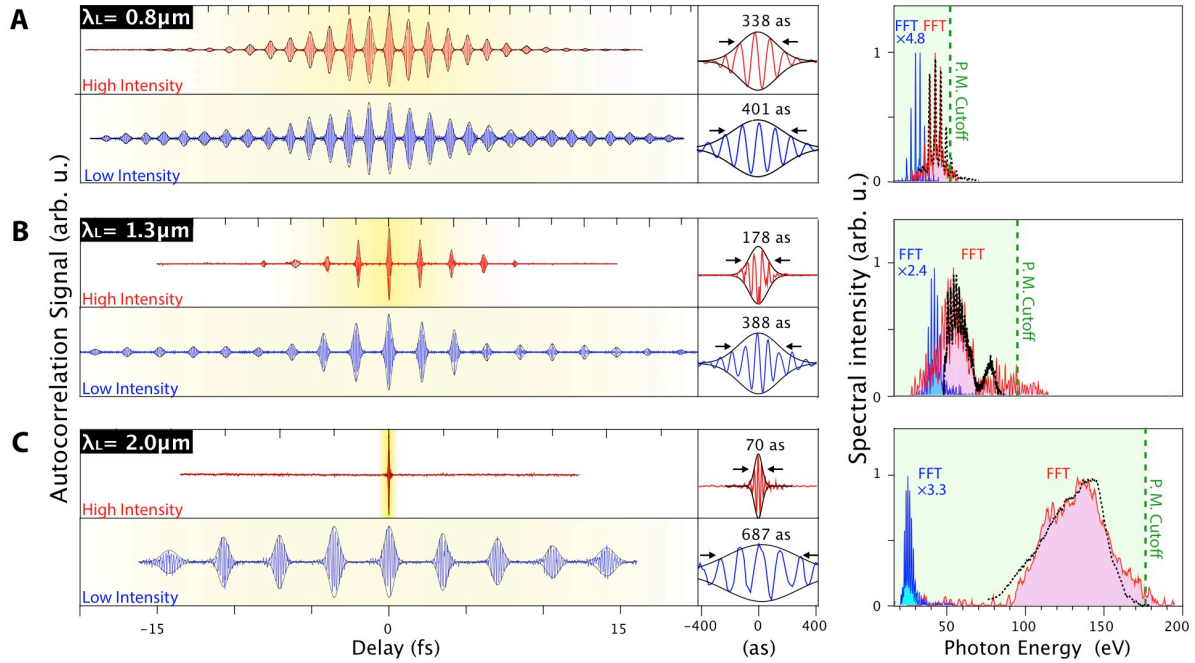 A
λL= 0.8μm
High Intensity
Low Intensity
338 as
401 as
FFT
×4.8
FFT
P. M. Cutoff
1
0
B
λL= 1.3μm
High Intensity
Low Intensity
178 as
388 as
FFT
×2.4
FFT
P. M. Cutoff
1
0
C
λL= 2.0μm
High Intensity
Low Intensity
70 as
687 as
FFT
×3.3
FFT
P. M. Cutoff
1
0
Autocorrelation Signal (arb. u.)
Spectral intensity (arb. u.)
-15
0
15
-400
0
400
50
100
150
200
Delay (fs)
(as)
Photon Energy (eV)